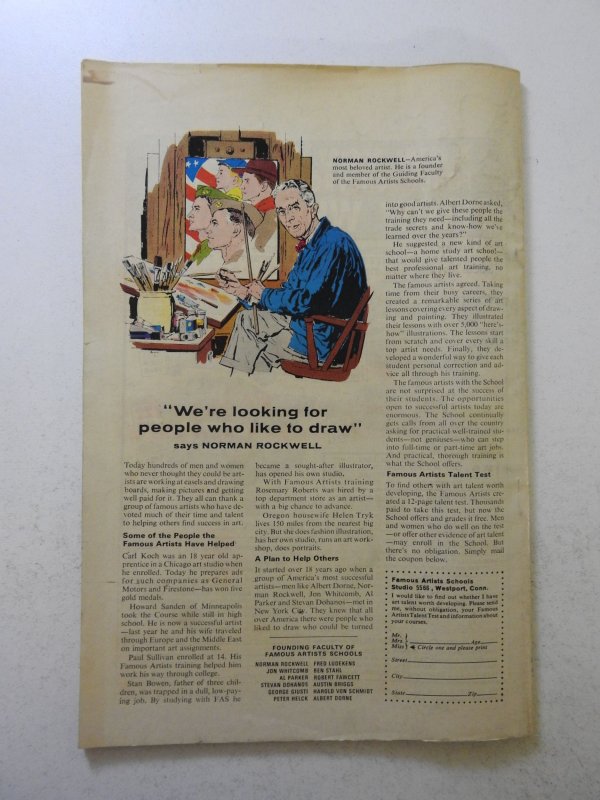 NORMAN ROCKWELL—America's
most beloved artist. He is a founder
and member of the Guiding Faculty
of the Famous Artists Schools.
"We're looking for
people who like to draw"
says NORMAN ROCKWELL
Today hundreds of men and women
who never thought they could be art-
ists are working at easels and drawing
boards, making pictures and getting
well paid for it. They all can thank a
group of famous artists who have de-
voted much of their time and talent
to helping others find success in art.
Some of the People the
Famous Artists Have Helped
Carl Koch was an 18 year old ap-
prentice in a Chicago art studio when
he enrolled. Today he prepares ads
for such companies as General
Motors and Firestone—has won five
gold medals.
Howard Sanden of Minneapolis
took the Course while still in high
school. He is now a successful artist
—last year he and his wife traveled
through Europe and the Middle East
on important art assignments.
Paul Sullivan enrolled at 14. His
Famous Artists training helped him
work his way through college.
Stan Bowen, father of three chil-
dren, was trapped in a dull, low-pay-
ing job. By studying with FAS he
became a sought-after illustrator,
has opened his own studio.
With Famous Artists training
Rosemary Roberts was hired by a
top department store as an artist—
with a big chance to advance.
Oregon housewife Helen Tryk
lives 150 miles from the nearest big
city. But she does fashion illustration,
has her own studio, runs an art work-
shop, does portraits.
A Plan to Help Others
It started over 18 years ago when a
group of America's most successful
artists—men like Albert Dorne, Nor-
man Rockwell, Jon Whitcomb, Al
Parker and Stevan Dohanos—met in
New York City. They knew that all
over America there were people who
liked to draw who could be turned
FOUNDING FACULTY OF
FAMOUS ARTISTS SCHOOLS
NORMAN ROCKWELL FRED LUDEKENS
JON WHITCOMB BEN STAHL
AL PARKER ROBERT FAWCETT
STEVAN DOHANOS AUSTIN BRIGGS
GEORGE GIUSTI HAROLD VON SCHMIDT
PETER HELCK ALBERT DORNE
into good artists. Albert Dorne asked,
"Why can't we give these people the
training they need—including all the
trade secrets and know-how we've
learned over the years?"
He suggested a new kind of art
school—a home study art school—
that would give talented people the
best professional art training, no
matter where they live.
The famous artists agreed. Taking
time from their busy careers, they
created a remarkable series of art
lessons covering every aspect of draw-
ing and painting. They illustrated
their lessons with over 5,000 "here's-
how" illustrations. The lessons start
from scratch and cover every skill a
top artist needs. Finally, they de-
veloped a wonderful way to give each
student personal correction and ad-
vice all through his training.
The famous artists with the School
are not surprised at the success of
their students. The opportunities
open to successful artists today are
enormous. The School continually
gets calls from all over the country
asking for practical well-trained stu-
dents—not geniuses—who can step
into full-time or part-time art jobs.
And practical, thorough training is
what the School offers.
Famous Artists Talent Test
To find others with art talent worth
developing, the Famous Artists cre-
ated a 12-page talent test. Thousands
paid to take this test, but now the
School offers and grades it free. Men
and women who do well on the test
—or offer other evidence of art talent
—may enroll in the School. But
there's no obligation. Simply mail
the coupon below.
Famous Artists Schools
Studio 5566, Westport, Conn.
I would like to find out whether I have
art talent worth developing. Please send
me, without obligation, your Famous
Artists Talent Test and information about
your courses.
Mr.
Mrs. Age
Miss Circle one and please print
Street
City
State Zip